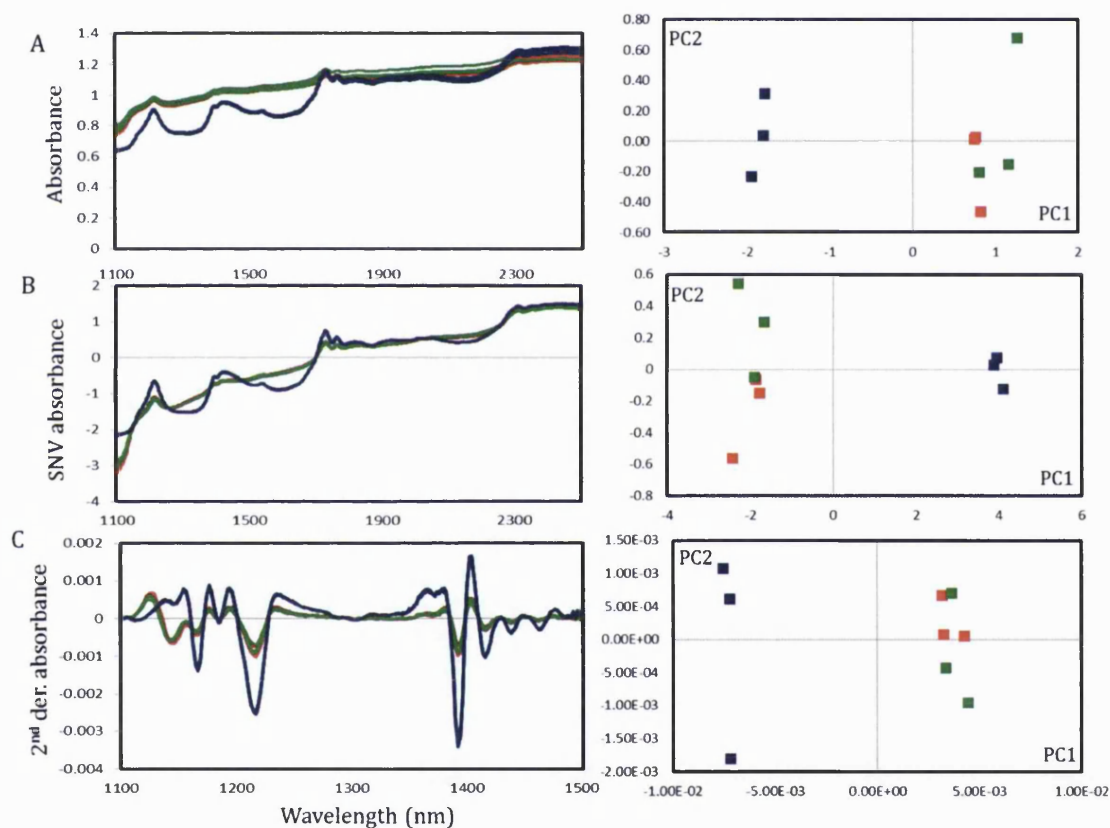 A
Absorbance
1.4
1.2
1
0.8
0.6
0.4
0.2
0
1100 1500 1900 2300
PC2
PC1
0.80
0.60
0.40
0.20
0.00
-0.20
-0.40
-0.60
-3 -2 -1 0 1 2
B
SNV absorbance
2
1
0
-1
-2
-3
-4
1100 1500 1900 2300
PC2
PC1
0.6
0.4
0.2
0
-0.2
-0.4
-0.6
-0.8
-4 -2 0 2 4 6
C
2nd der. absorbance
0.002
0.001
0
-0.001
-0.002
-0.003
-0.004
1100 1200 1300 1400 1500
Wavelength (nm)
PC2
PC1
1.50E-03
1.00E-03
5.00E-04
0.00E+00
-5.00E-04
-1.00E-03
-1.50E-03
-2.00E-03
-1.00E-02 -5.00E-03 0.00E+00 5.00E-03 1.00E-02